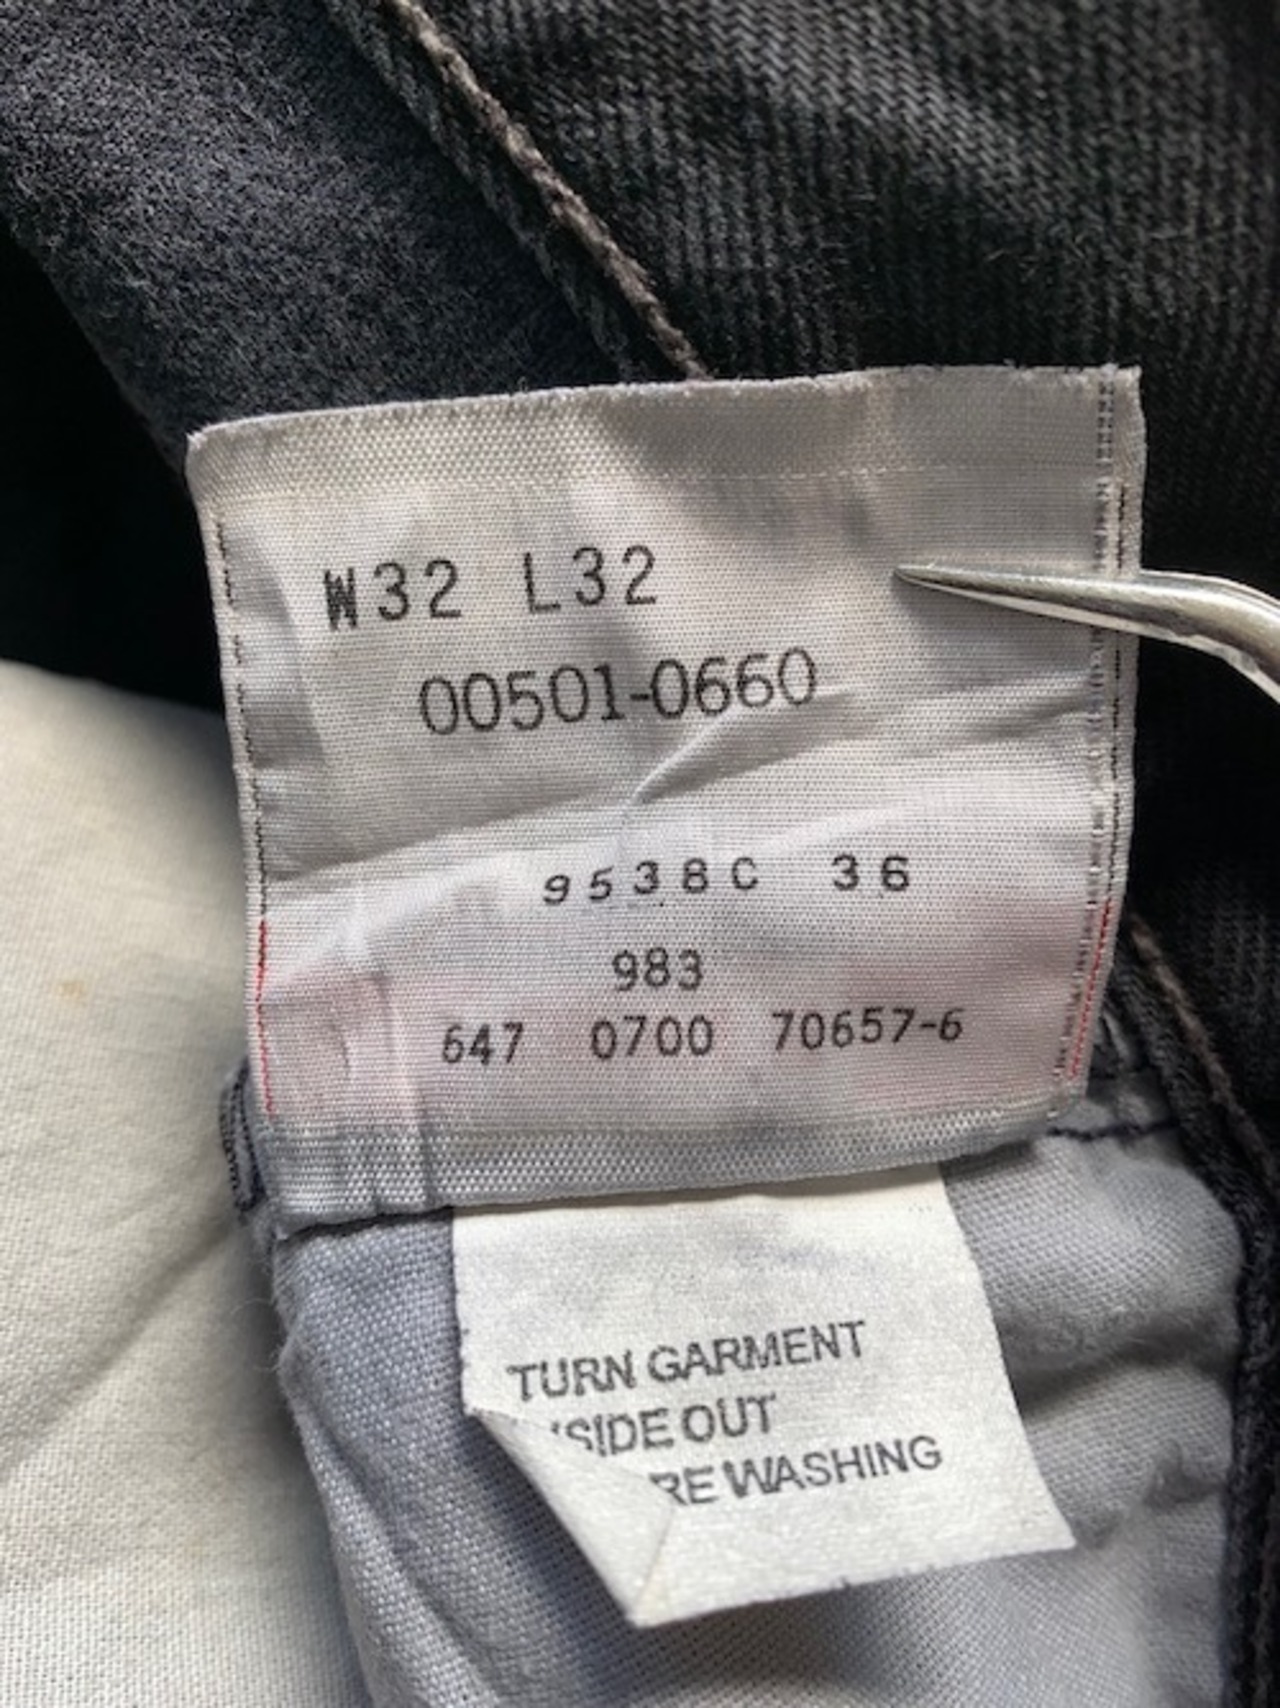 W32 L32
00501-0660
9538C 36
983
647 0700 70657-6
TURN GARMENT
SIDE OUT
RE WASHING